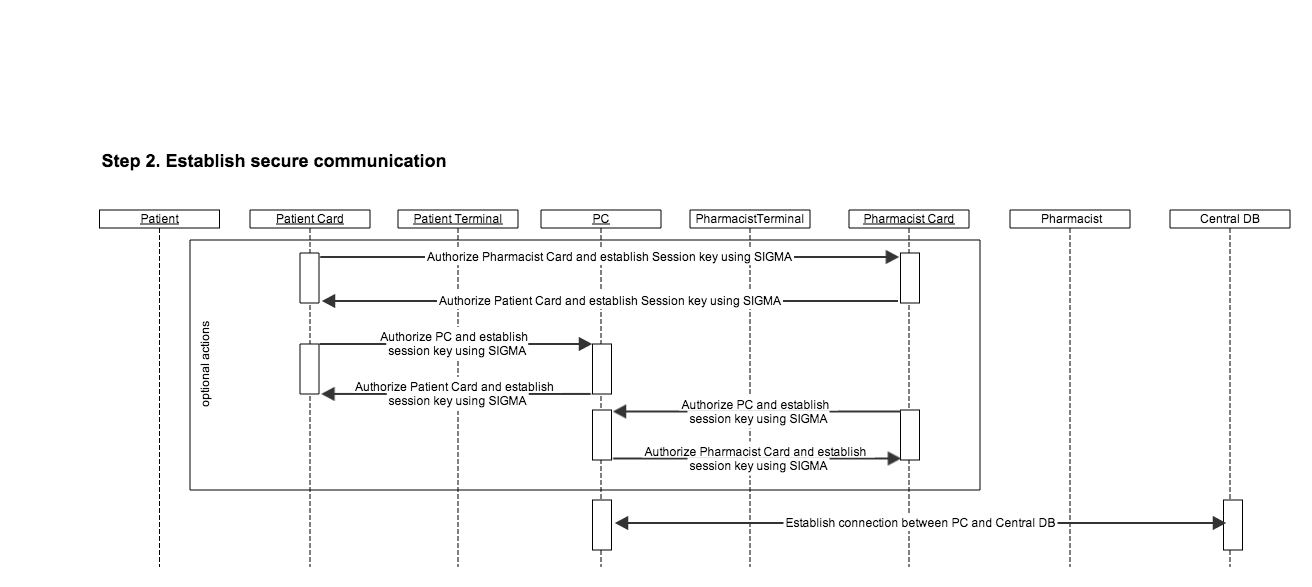 Step 2. Establish secure communication
Patient
Patient Card
Patient Terminal
PC
PharmacistTerminal
Pharmacist Card
Pharmacist
Central DB
optional actions
Authorize Pharmacist Card and establish Session key using SIGMA
Authorize Patient Card and establish Session key using SIGMA
Authorize PC and establish
session key using SIGMA
Authorize Patient Card and establish
session key using SIGMA
Authorize PC and establish
session key using SIGMA
Authorize Pharmacist Card and establish
session key using SIGMA
Establish connection between PC and Central DB